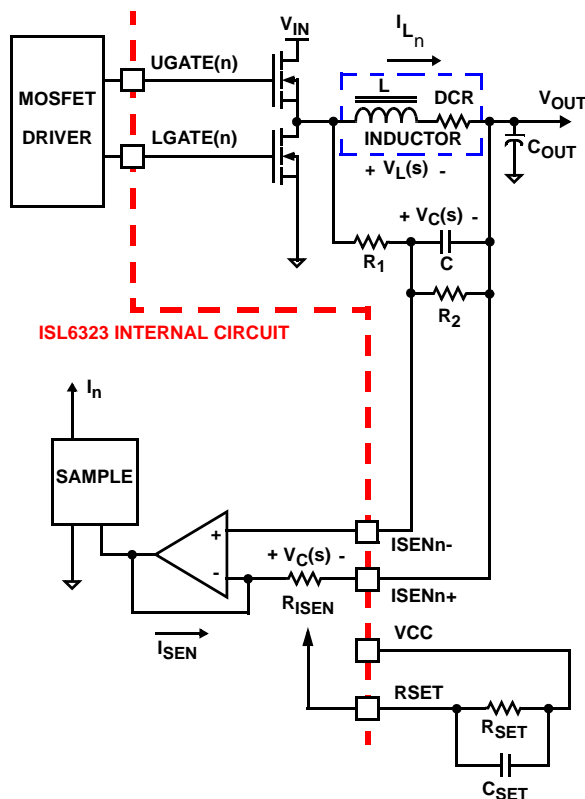 V_IN
I_Ln
UGATE(n)
MOSFET
DRIVER
L
DCR
V_OUT
LGATE(n)
INDUCTOR
C_OUT
+ V_L(s) -
+ V_C(s) -
R_1
C
R_2
ISL6323 INTERNAL CIRCUIT
I_n
SAMPLE
+
-
ISENn-
+ V_C(s) -
R_ISEN
ISENn+
I_SEN
VCC
RSET
R_SET
C_SET